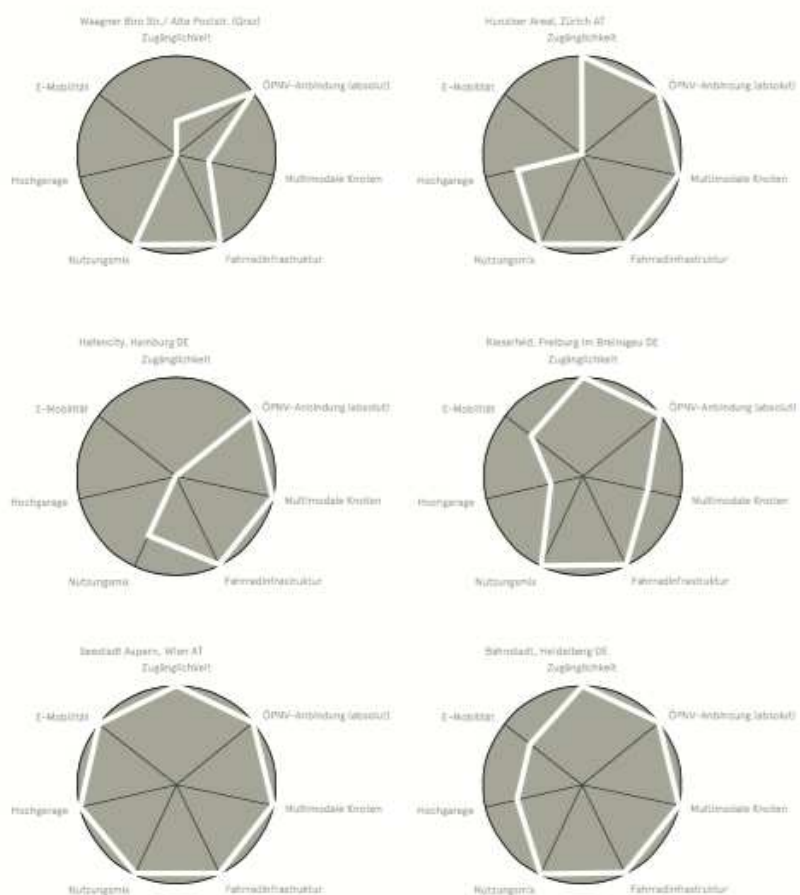 Waagner Biro Str./ Alte Poststr. (Graz)
Zugänglichkeit
E-Mobilität
ÖPNV-Anbindung (absolut)
Hochgarage
Multimodale Knoten
Nutzungsmix
Fahrradinfrastruktur
Hunziker Areal, Zürich AT
Zugänglichkeit
E-Mobilität
ÖPNV-Anbindung (absolut)
Hochgarage
Multimodale Knoten
Nutzungsmix
Fahrradinfrastruktur
Hafencity, Hamburg DE
Zugänglichkeit
E-Mobilität
ÖPNV-Anbindung (absolut)
Hochgarage
Multimodale Knoten
Nutzungsmix
Fahrradinfrastruktur
Rieselfeld, Freiburg im Breisgau DE
Zugänglichkeit
E-Mobilität
ÖPNV-Anbindung (absolut)
Hochgarage
Multimodale Knoten
Nutzungsmix
Fahrradinfrastruktur
Seestadt Aspern, Wien AT
Zugänglichkeit
E-Mobilität
ÖPNV-Anbindung (absolut)
Hochgarage
Multimodale Knoten
Nutzungsmix
Fahrradinfrastruktur
Bahnstadt, Heidelberg DE
Zugänglichkeit
E-Mobilität
ÖPNV-Anbindung (absolut)
Hochgarage
Multimodale Knoten
Nutzungsmix
Fahrradinfrastruktur